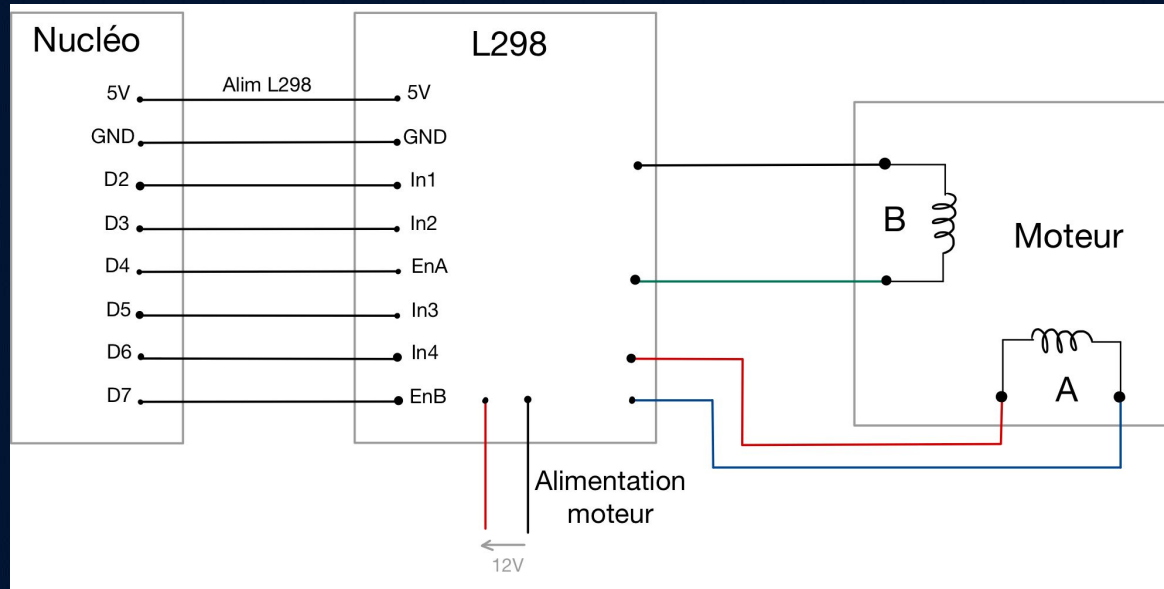 Nucléo
L298
5V
Alim L298
5V
GND
GND
D2
In1
D3
In2
D4
EnA
D5
In3
D6
In4
D7
EnB
B
Moteur
A
Alimentation
moteur
12V